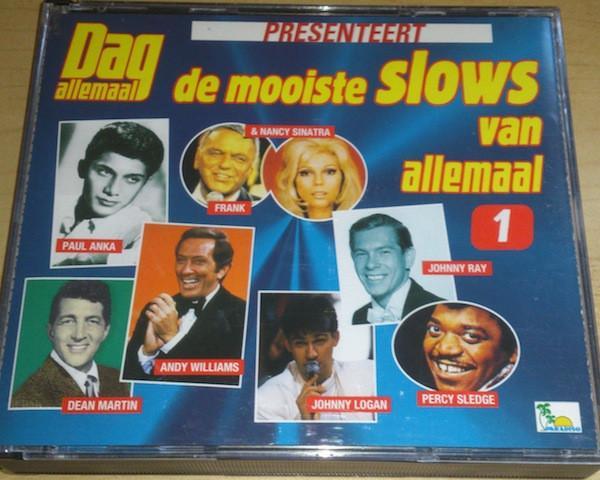 PRESENTEERT
Dag
allemaal
de mooiste slows
van
allemaal
1
& NANCY SINATRA
FRANK
PAUL ANKA
JOHNNY RAY
ANDY WILLIAMS
DEAN MARTIN
JOHNNY LOGAN
PERCY SLEDGE
PARADISO